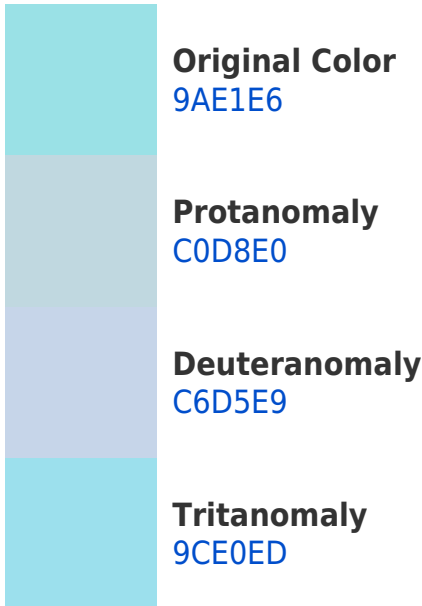 Original Color
9AE1E6
Protanomaly
C0D8E0
Deuteranomaly
C6D5E9
Tritanomaly
9CE0ED